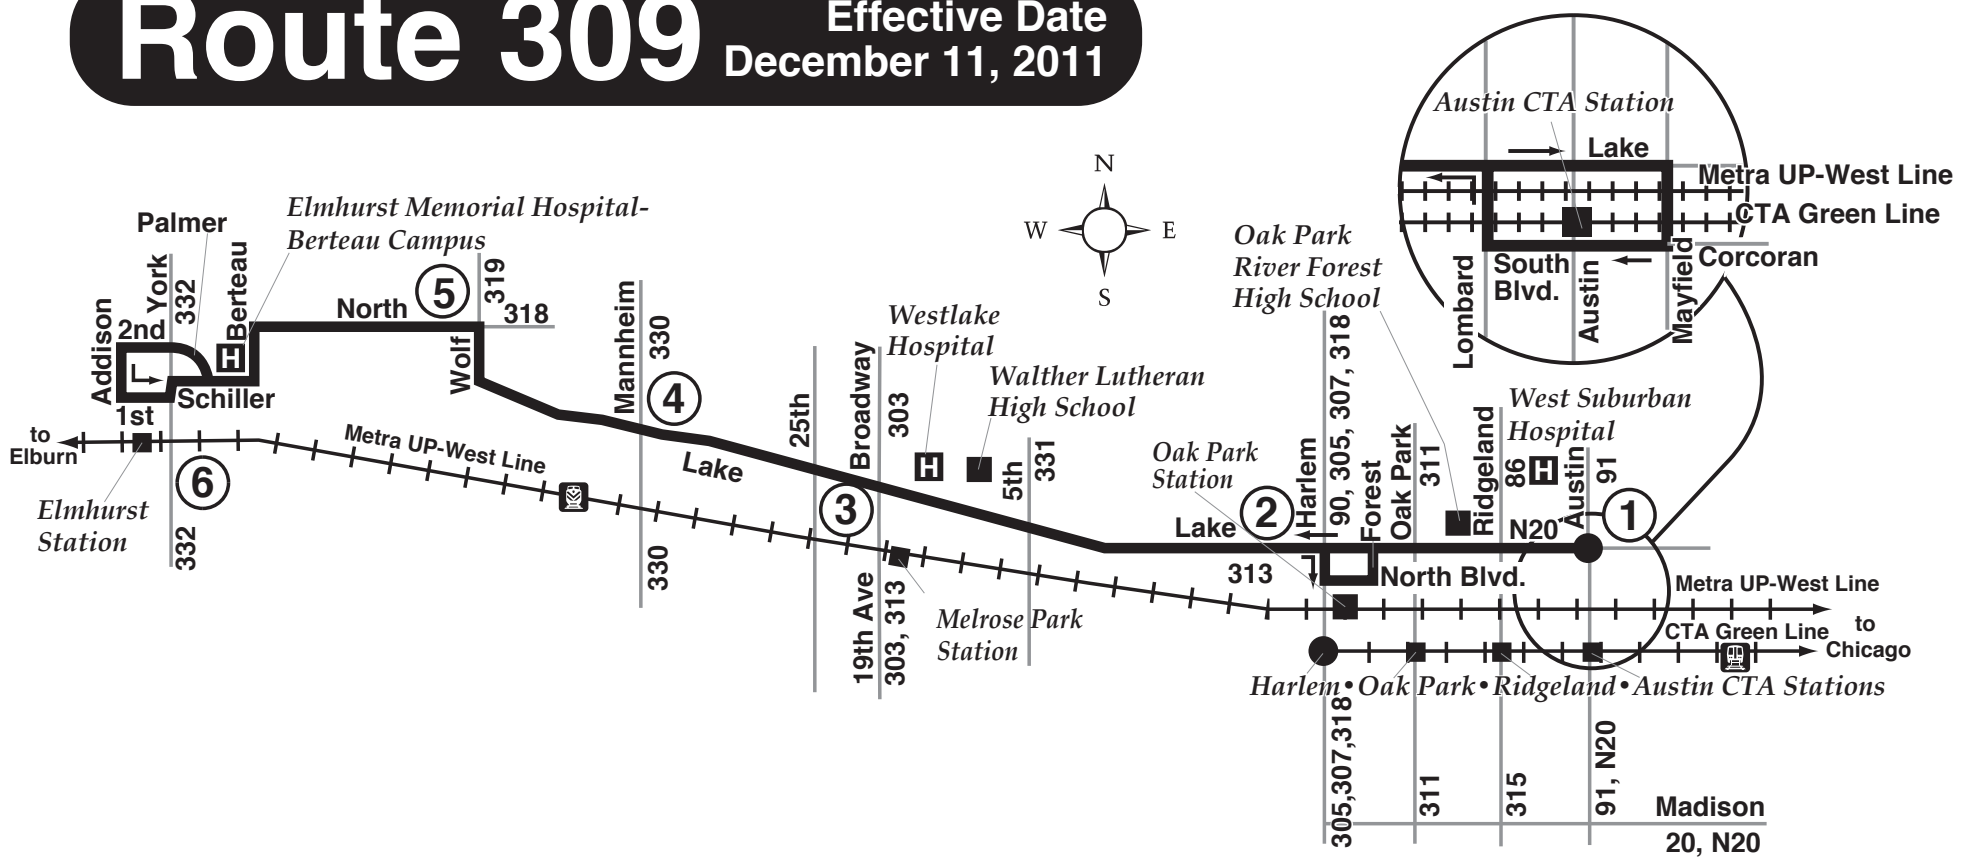 Route 309
Effective Date
December 11, 2011
Austin CTA Station
Lake
Metra UP-West Line
CTA Green Line
Corcoran
South
Blvd.
Lombard
Austin
Mayfield
N
W
E
S
Palmer
Elmhurst Memorial Hospital-
Berteau Campus
Addison
York
332
Berteau
2nd
H
Schiller
1st
North
5
319
318
Wolf
Mannheim
330
4
25th
Broadway
303
Westlake
Hospital
H
Walther Lutheran
High School
5th
331
Oak Park
River Forest
High School
Oak Park
Station
2
Harlem
90, 305, 307, 318
Forest
Oak Park
311
Ridgeland
86
West Suburban
Hospital
H
Austin
91
1
N20
Lake
313
North Blvd.
to
Elburn
Metra UP-West Line
Lake
6
Elmhurst
Station
332
330
3
19th Ave
303, 313
Melrose Park
Station
Metra UP-West Line
CTA Green Line
to
Chicago
Harlem•Oak Park•Ridgeland•Austin CTA Stations
305,307,318
311
315
91, N20
Madison
20, N20